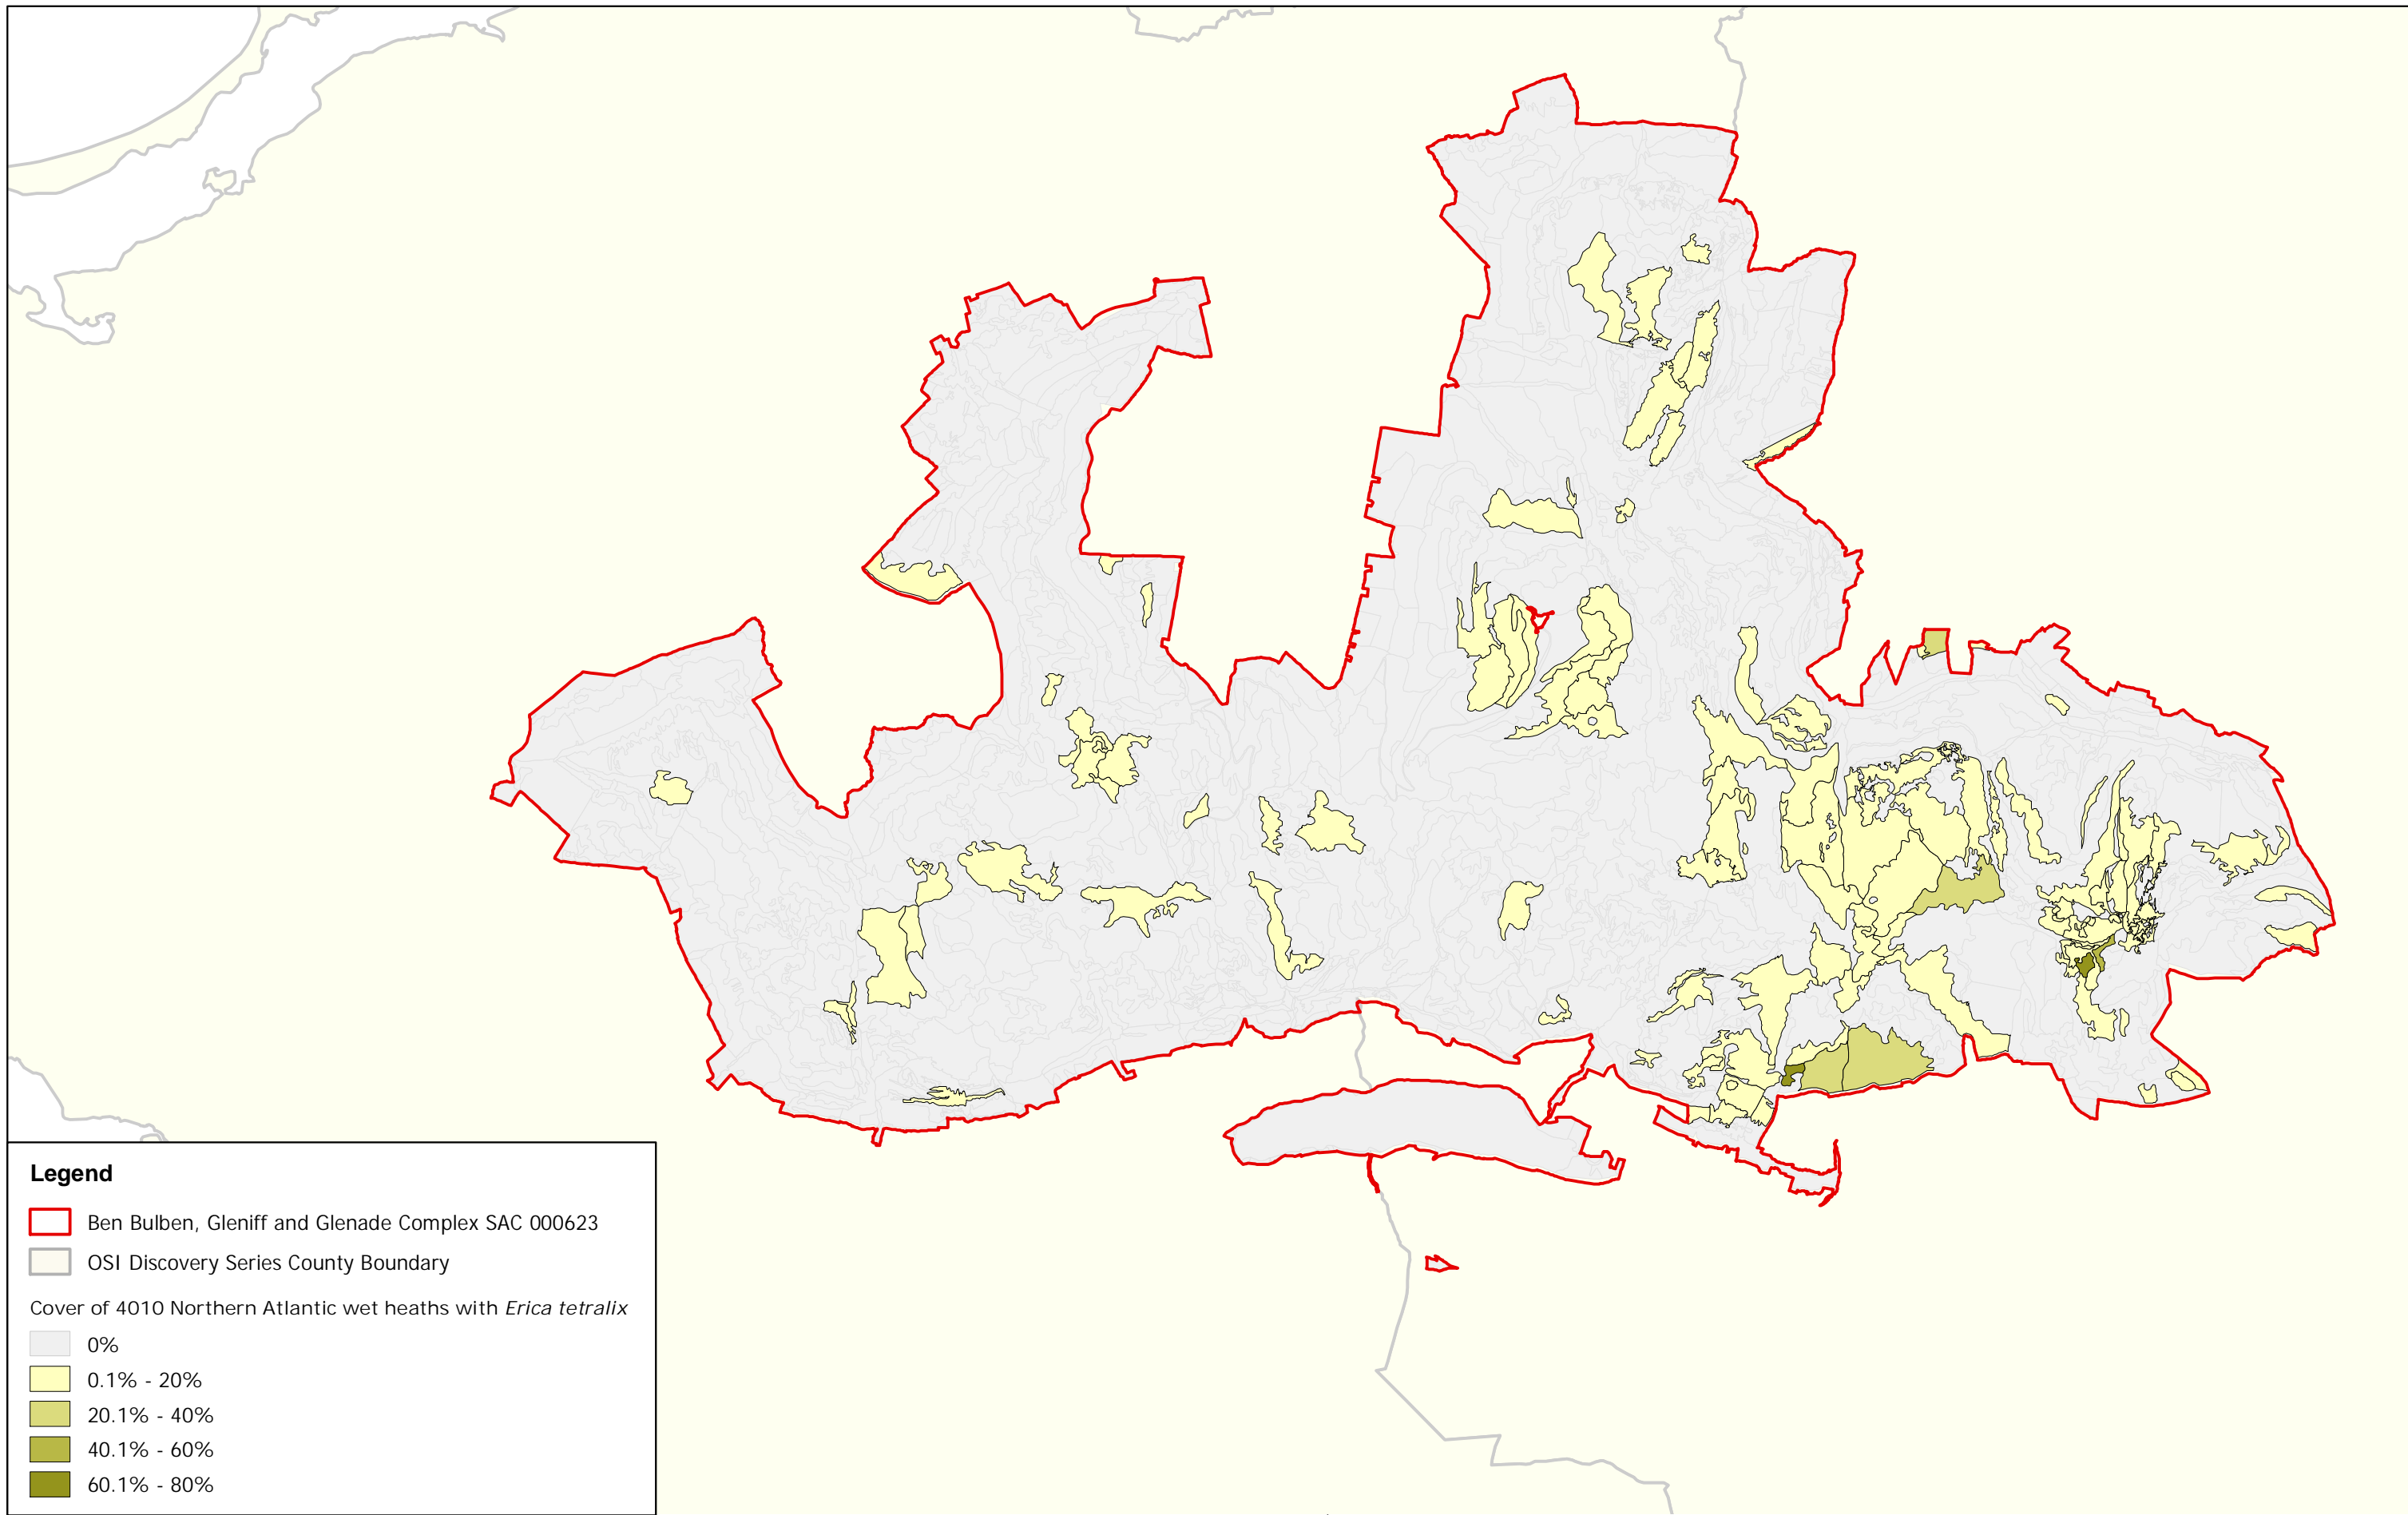 Legend
Ben Bulben, Gleniff and Glenade Complex SAC 000623
OSI Discovery Series County Boundary
Cover of 4010 Northern Atlantic wet heaths with Erica tetralix
0%
0.1% - 20%
20.1% - 40%
40.1% - 60%
60.1% - 80%